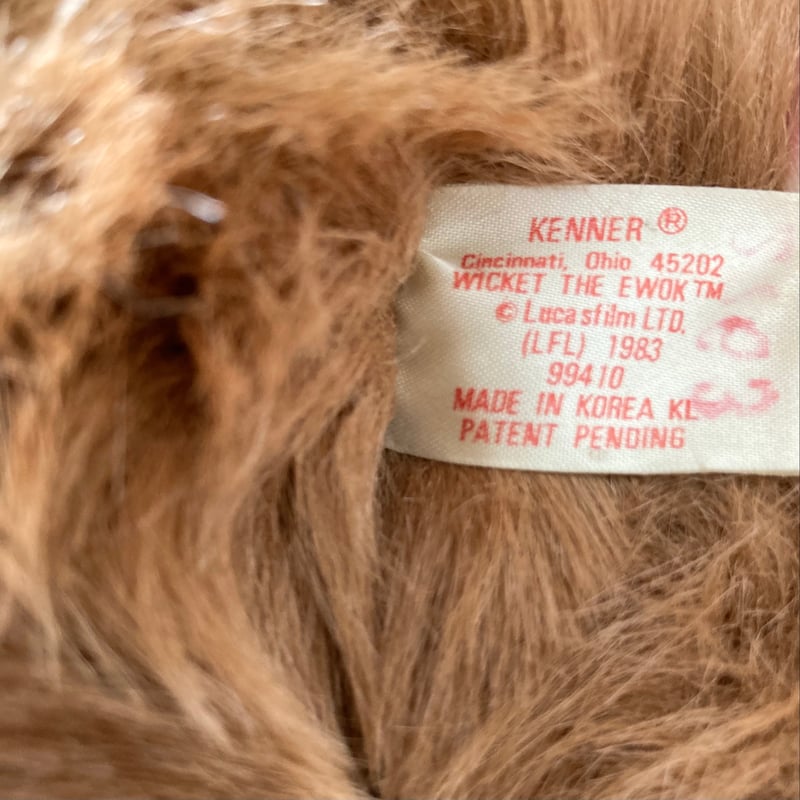 KENNER ®
Cincinnati, Ohio 45202
WICKET THE EWOK™
© Lucasfilm LTD.
(LFL) 1983
99410
MADE IN KOREA KL
PATENT PENDING